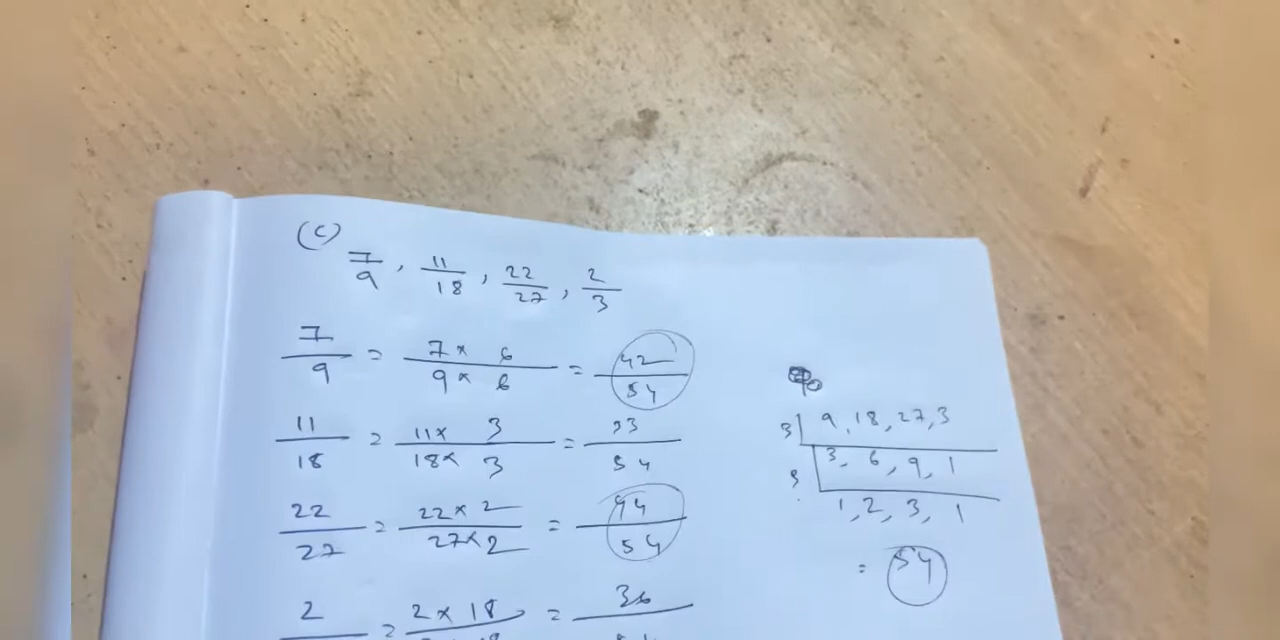 (C)
7/9, 11/18, 22/27, 2/3
7/9 = 7 × 6 / 9 × 6 = 42/54
11/18 = 11 × 3 / 18 × 3 = 33/54
22/27 = 22 × 2 / 27 × 2 = 44/54
2 = 2 × 18 = 36
3 | 9, 18, 27, 3
3 | 3, 6, 9, 1
1, 2, 3, 1
= 54